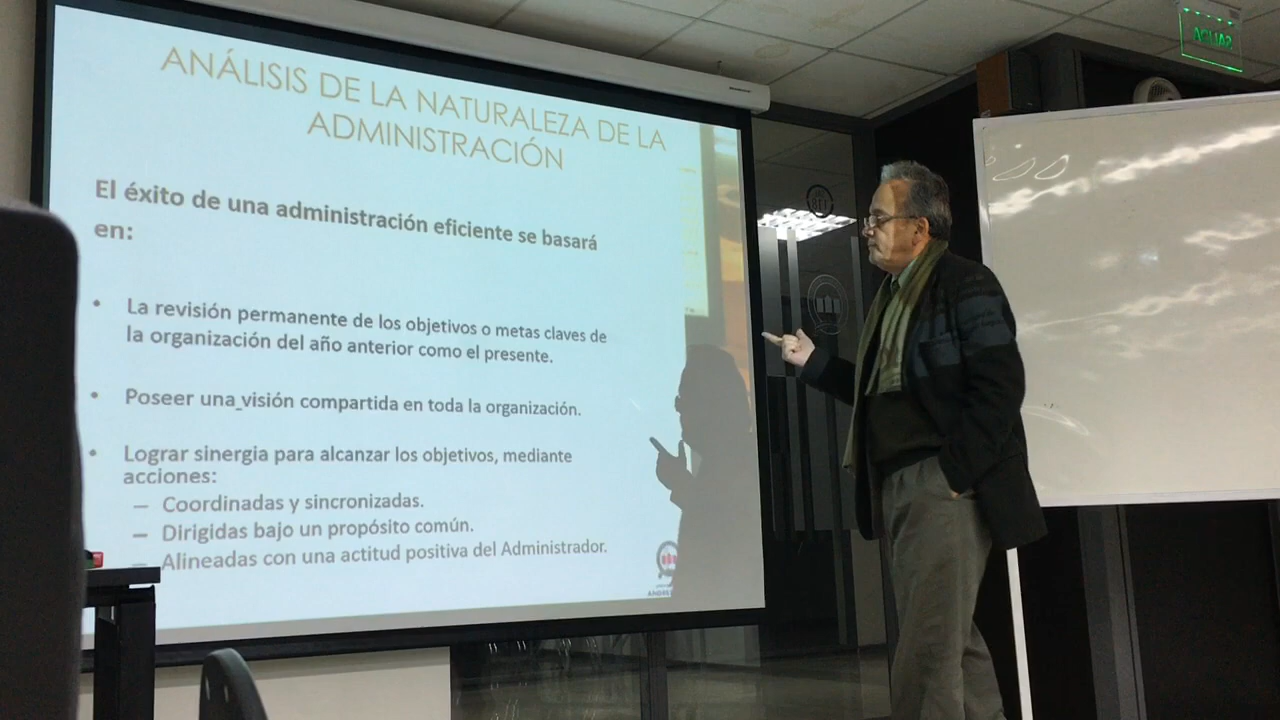 ANÁLISIS DE LA NATURALEZA DE LA
ADMINISTRACIÓN
El éxito de una administración eficiente se basará
en:
• La revisión permanente de los objetivos o metas claves de
la organización del año anterior como el presente.
• Poseer una_visión compartida en toda la organización.
• Lograr sinergia para alcanzar los objetivos, mediante
acciones:
– Coordinadas y sincronizadas.
– Dirigidas bajo un propósito común.
– Alineadas con una actitud positiva del Administrador.
SALIDA